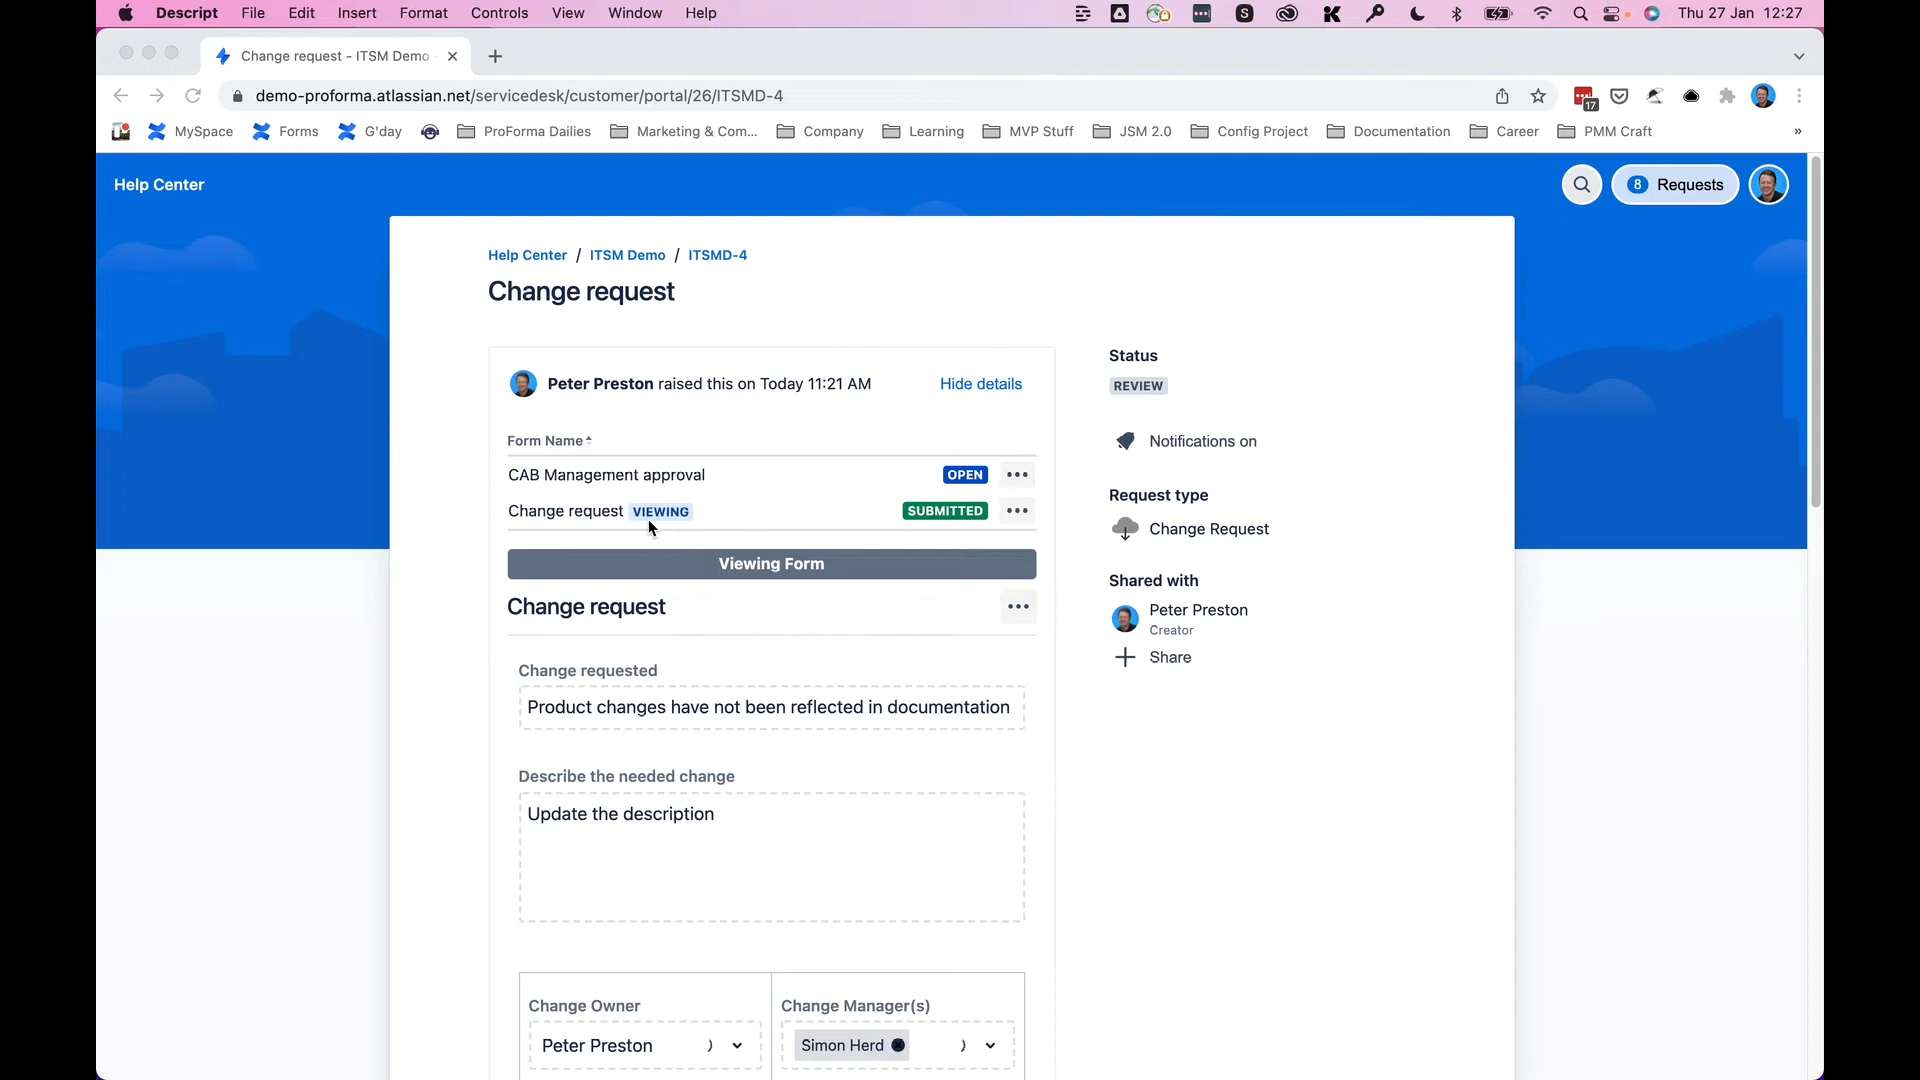 Descript File Edit Insert Format Controls View Window Help Thu 27 Jan 12:27
Change request - ITSM Demo
demo-proforma.atlassian.net/servicedesk/customer/portal/26/ITSMD-4
17
MySpace Forms G'day ProForma Dailies Marketing & Com... Company Learning MVP Stuff JSM 2.0 Config Project Documentation Career PMM Craft »
Help Center
8 Requests
Help Center / ITSM Demo / ITSMD-4
Change request
Peter Preston raised this on Today 11:21 AM Hide details
Form Name
CAB Management approval OPEN
Change request VIEWING SUBMITTED
Viewing Form
Change request
Change requested
Product changes have not been reflected in documentation
Describe the needed change
Update the description
Change Owner
Peter Preston
Change Manager(s)
Simon Herd
Status
REVIEW
Notifications on
Request type
Change Request
Shared with
Peter Preston
Creator
Share